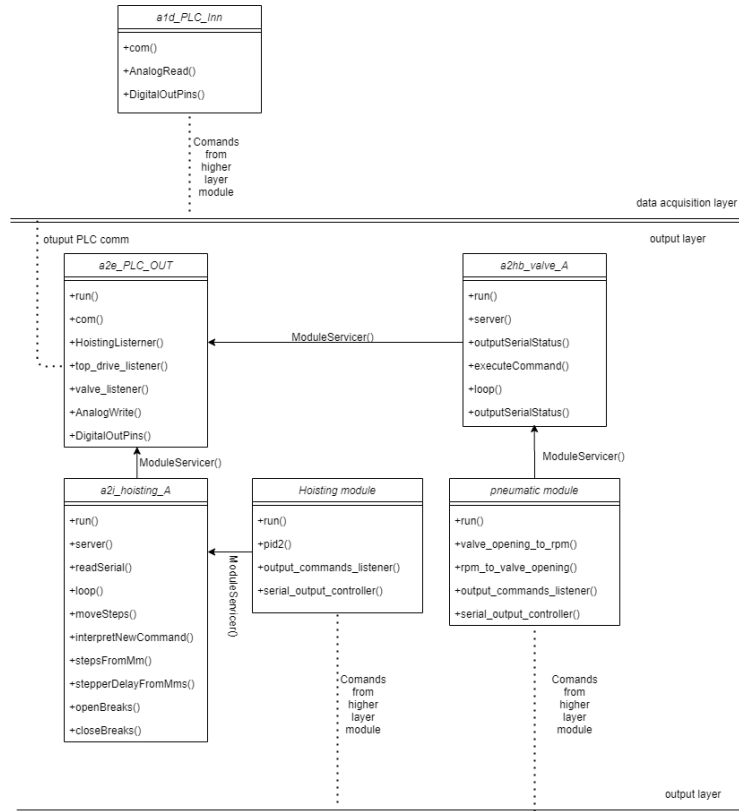 a1d_PLC_Inn
+com()
+AnalogRead()
+DigitalOutPins()
Comands
from
higher
layer
module
data acquisition layer
otuput PLC comm
output layer
a2e_PLC_OUT
+run()
+com()
+HoistingListerner()
+top_drive_listener()
+valve_listener()
+AnalogWrite()
+DigitalOutPins()
ModuleServicer()
a2hb_valve_A
+run()
+server()
+outputSerialStatus()
+executeCommand()
+loop()
+outputSerialStatus()
ModuleServicer()
ModuleServicer()
a2i_hoisting_A
+run()
+server()
+readSerial()
+loop()
+moveSteps()
+interpretNewCommand()
+stepsFromMm()
+stepperDelayFromMms()
+openBreaks()
+closeBreaks()
ModuleServicer()
Hoisting module
+run()
+pid2()
+output_commands_listener()
+serial_output_controller()
pneumatic module
+run()
+valve_opening_to_rpm()
+rpm_to_valve_opening()
+output_commands_listener()
+serial_output_controller()
Comands
from
higher
layer
module
Comands
from
higher
layer
module
output layer